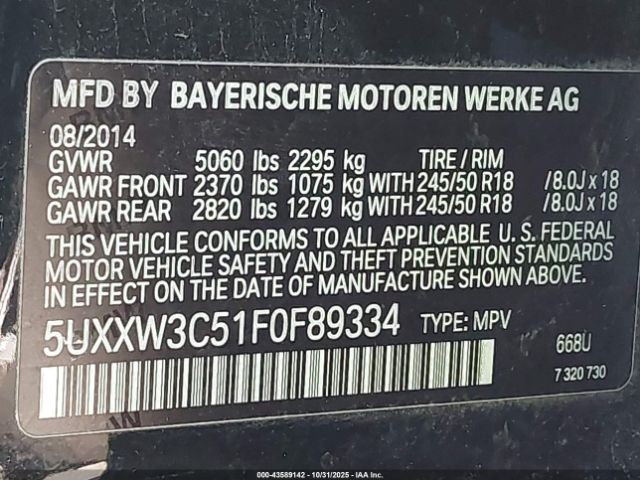 MFD BY BAYERISCHE MOTOREN WERKE AG
08/2014
GVWR 5060 lbs 2295 kg TIRE / RIM
GAWR FRONT 2370 lbs 1075 kg WITH 245/50 R18 /8.0J x 18
GAWR REAR 2820 lbs 1279 kg WITH 245/50 R18 /8.0J x 18
THIS VEHICLE CONFORMS TO ALL APPLICABLE U. S. FEDERAL
MOTOR VEHICLE SAFETY AND THEFT PREVENTION STANDARDS
IN EFFECT ON THE DATE OF MANUFACTURE SHOWN ABOVE.
5UXXW3C51F0F89334 TYPE: MPV
668U
7 320 730
000-43589142 - 10/31/2025 - IAA Inc.